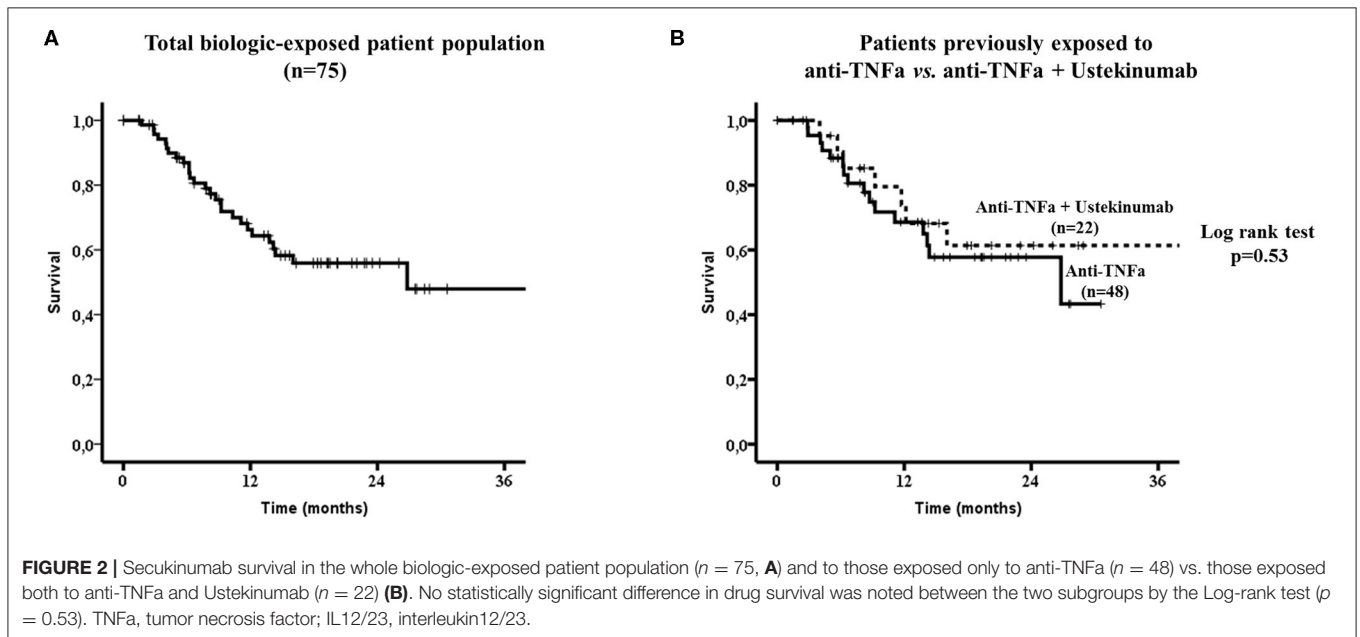 A
Total biologic-exposed patient population
(n=75)
1,0
0,8
0,6
0,4
0,2
0,0
Survival
0
12
24
36
Time (months)
B
Patients previously exposed to
anti-TNFa vs. anti-TNFa + Ustekinumab
1,0
0,8
0,6
0,4
0,2
0,0
Survival
Anti-TNFa + Ustekinumab
(n=22)
Anti-TNFa
(n=48)
Log rank test
p=0.53
0
12
24
36
Time (months)
FIGURE 2 | Secukinumab survival in the whole biologic-exposed patient population (n = 75, A) and to those exposed only to anti-TNFa (n = 48) vs. those exposed
both to anti-TNFa and Ustekinumab (n = 22) (B). No statistically significant difference in drug survival was noted between the two subgroups by the Log-rank test (p
= 0.53). TNFa, tumor necrosis factor; IL12/23, interleukin12/23.